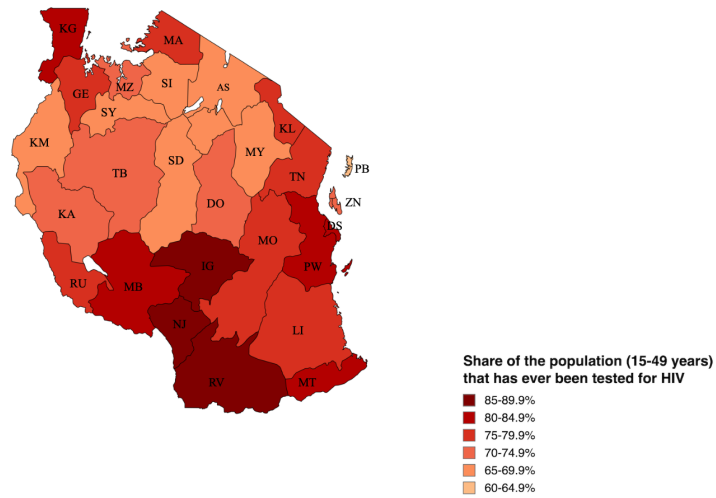 KG
MA
GE
MZ
SI
AS
SY
KL
KM
SD
MY
PB
TB
TN
DO
ZN
KA
DS
MO
IG
PW
RU
MB
NJ
LI
RV
MT
Share of the population (15-49 years)
that has ever been tested for HIV
85-89.9%
80-84.9%
75-79.9%
70-74.9%
65-69.9%
60-64.9%